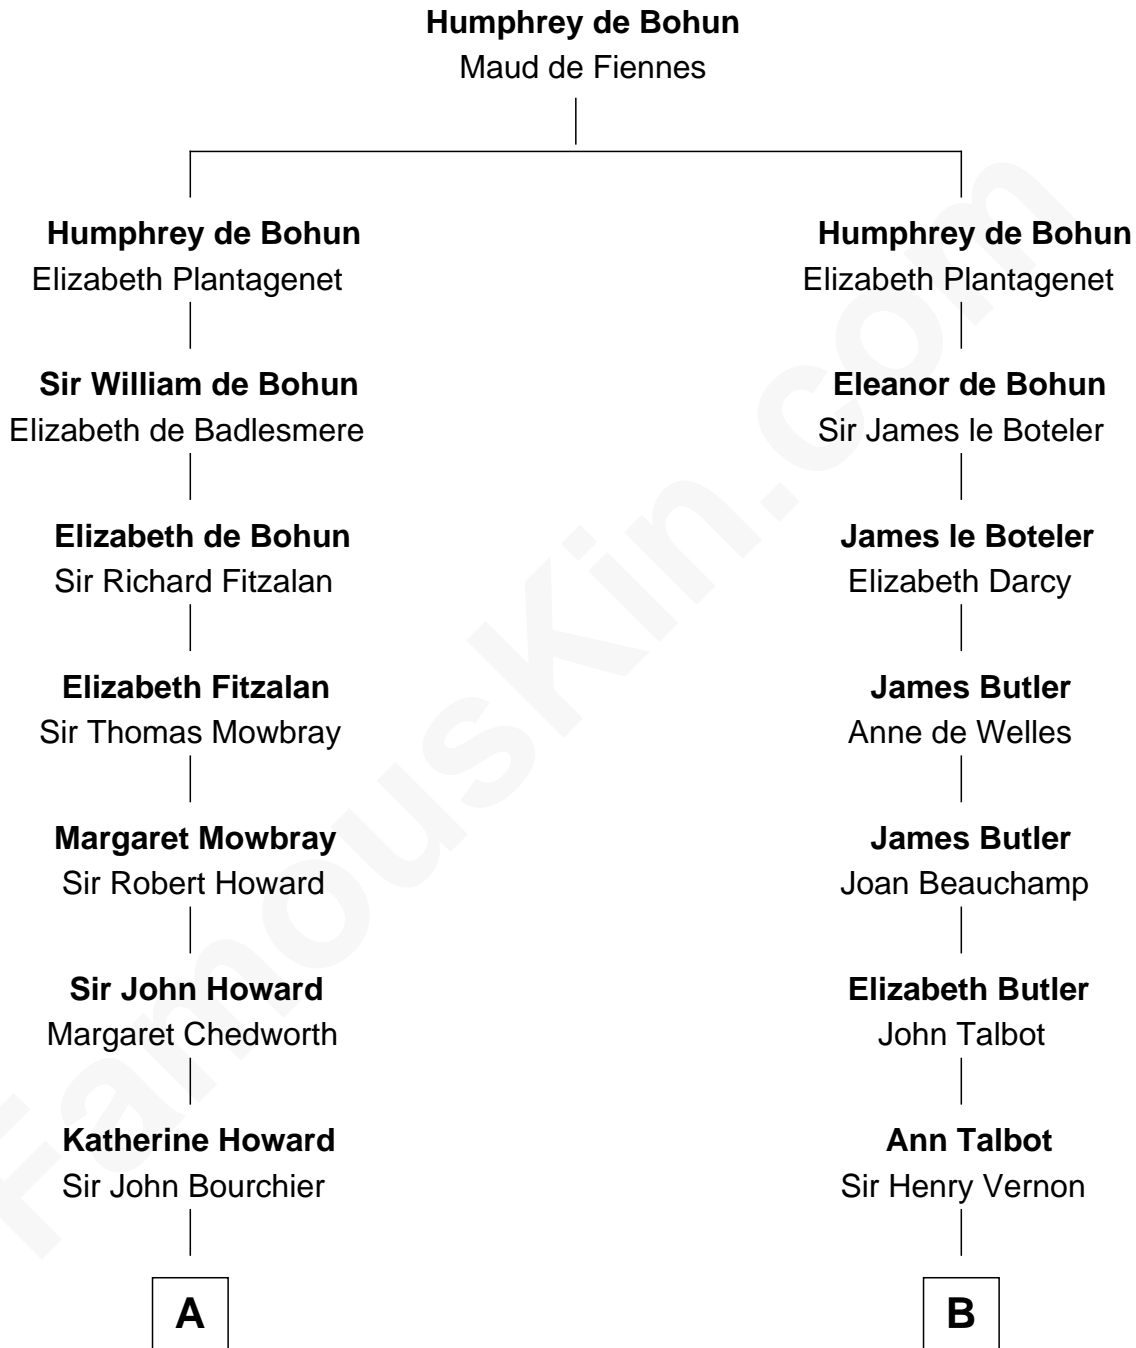 Humphrey de Bohun
Maud de Fiennes
Humphrey de Bohun
Elizabeth Plantagenet
Sir William de Bohun
Elizabeth de Badlesmere
Elizabeth de Bohun
Sir Richard Fitzalan
Elizabeth Fitzalan
Sir Thomas Mowbray
Margaret Mowbray
Sir Robert Howard
Sir John Howard
Margaret Chedworth
Katherine Howard
Sir John Bourchier
A
Humphrey de Bohun
Elizabeth Plantagenet
Eleanor de Bohun
Sir James le Boteler
James le Boteler
Elizabeth Darcy
James Butler
Anne de Welles
James Butler
Joan Beauchamp
Elizabeth Butler
John Talbot
Ann Talbot
Sir Henry Vernon
B
FamousKin.com